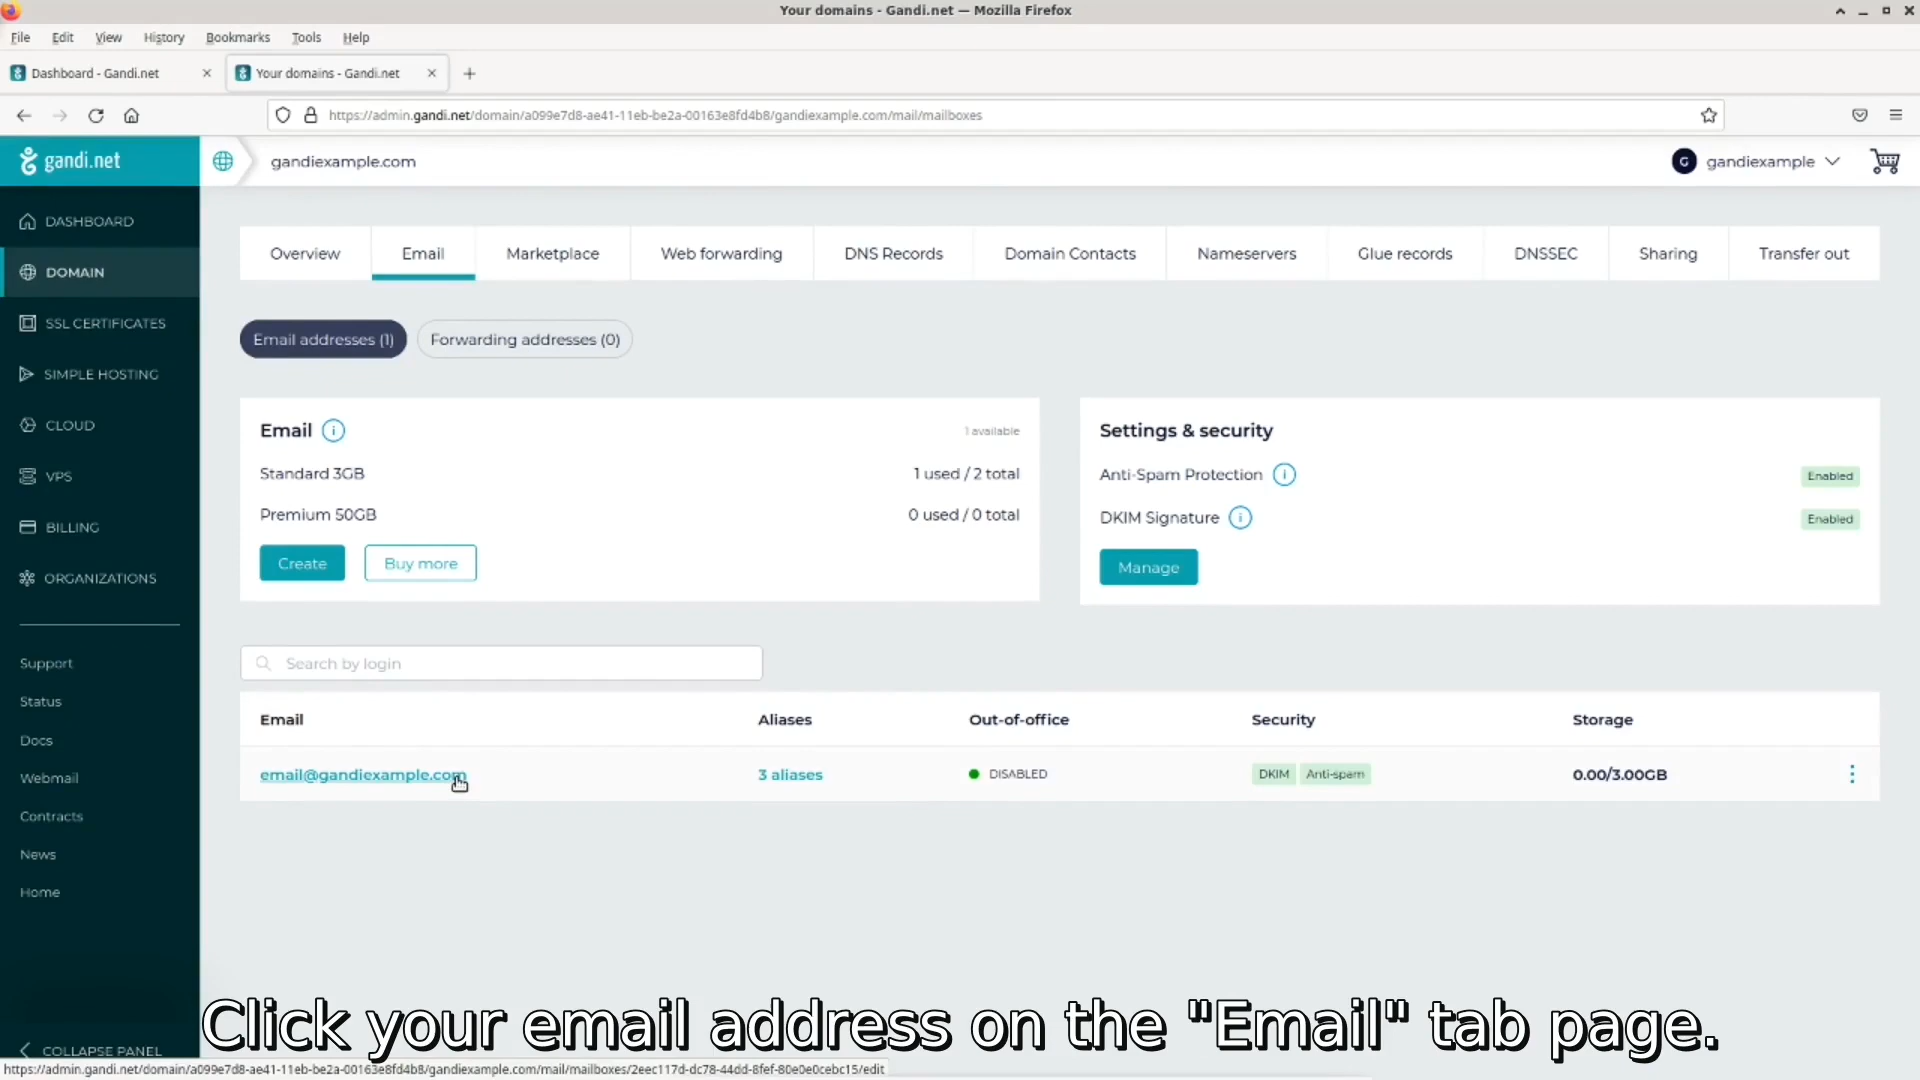 Your domains - Gandi.net — Mozilla Firefox
File Edit View History Bookmarks Tools Help
Dashboard - Gandi.net
Your domains - Gandi.net
https://admin.gandi.net/domain/a099e7d8-ae41-11eb-be2a-00163e8fd4b8/gandiexample.com/mail/mailboxes
gandi.net
gandiexample.com
G gandiexample
DASHBOARD
DOMAIN
SSL CERTIFICATES
SIMPLE HOSTING
CLOUD
VPS
BILLING
ORGANIZATIONS
Support
Status
Docs
Webmail
Contracts
News
Home
COLLAPSE PANEL
Overview Email Marketplace Web forwarding DNS Records Domain Contacts Nameservers Glue records DNSSEC Sharing Transfer out
Email addresses (1) Forwarding addresses (0)
Email i 1 available
Standard 3GB 1 used / 2 total
Premium 50GB 0 used / 0 total
Create Buy more
Settings & security
Anti-Spam Protection i Enabled
DKIM Signature i Enabled
Manage
Search by login
Email Aliases Out-of-office Security Storage
email@gandiexample.com 3 aliases DISABLED DKIM Anti-spam 0.00/3.00GB
Click your email address on the "Email" tab page.
https://admin.gandi.net/domain/a099e7d8-ae41-11eb-be2a-00163e8fd4b8/gandiexample.com/mail/mailboxes/2eec117d-dc78-44dd-8fef-80e0e0cebc15/edit